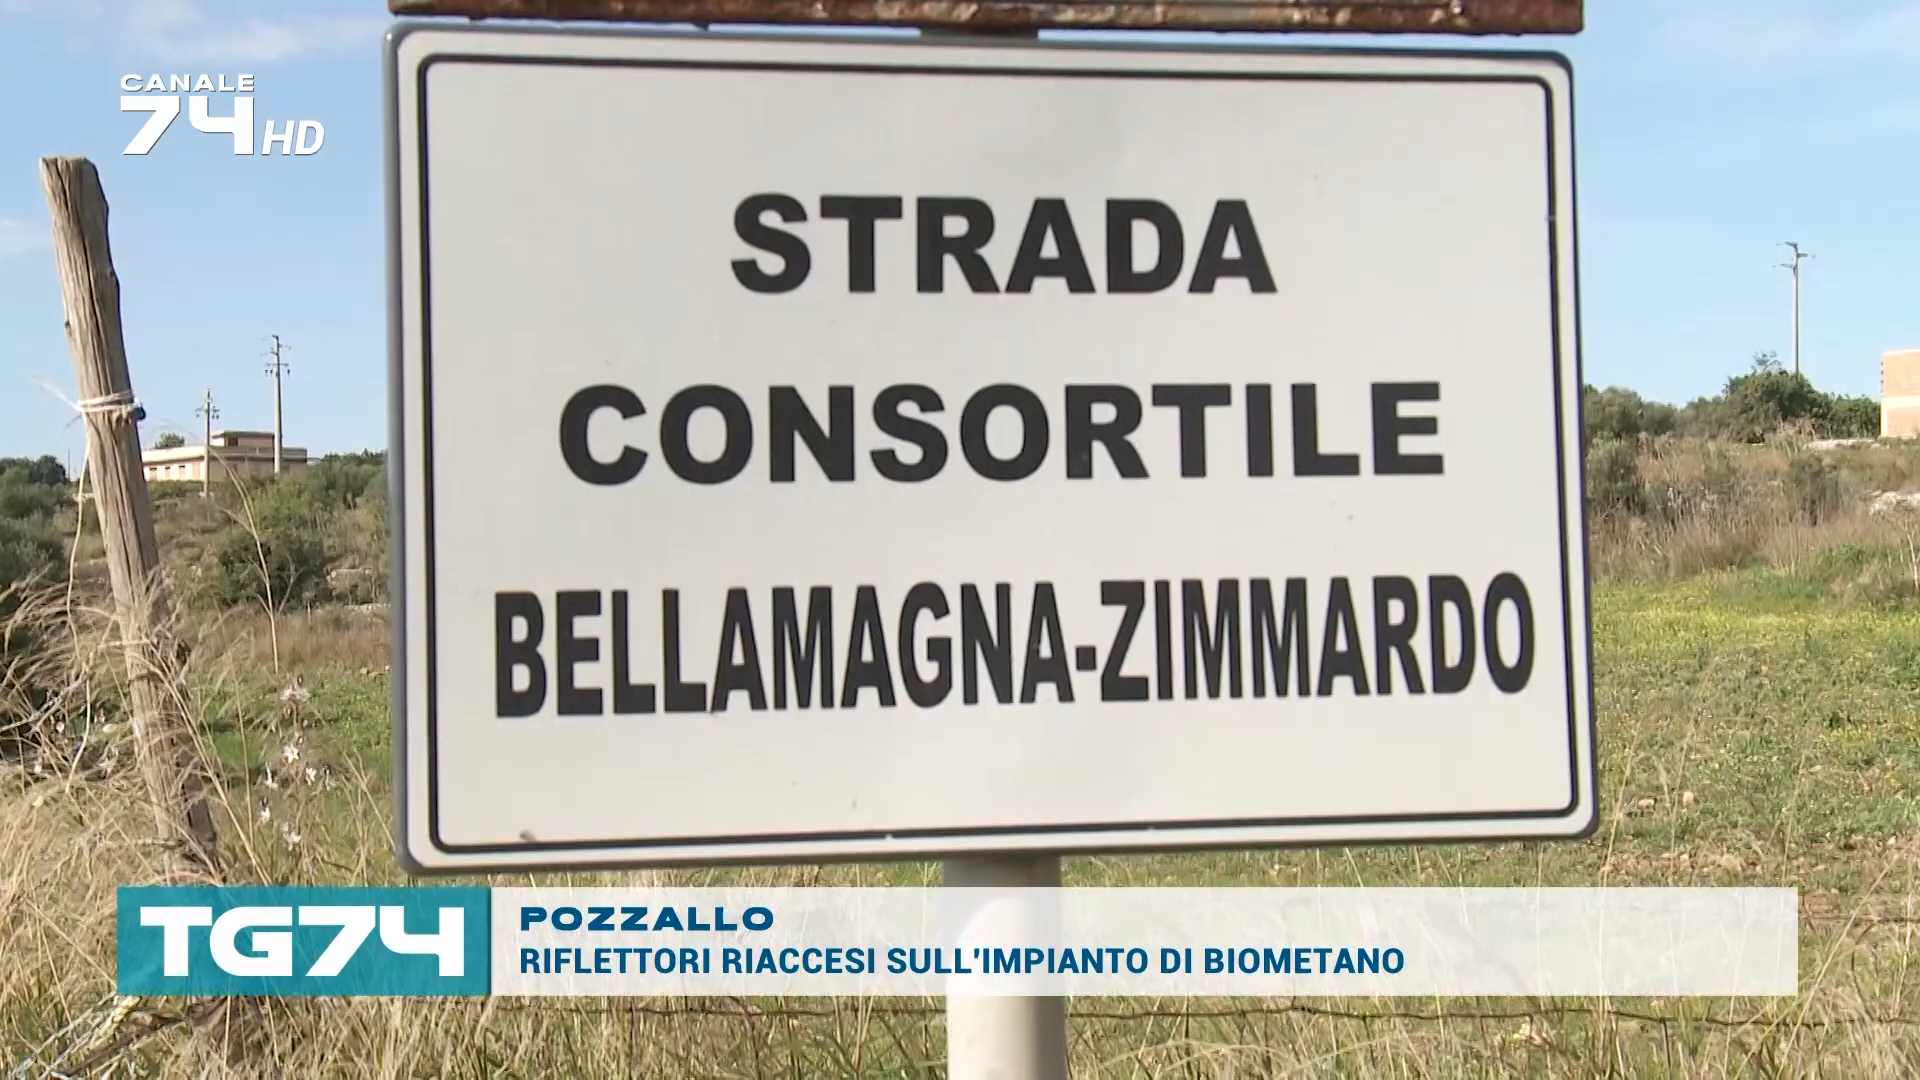 CANALE
74 HD
STRADA
CONSORTILE
BELLAMAGNA-ZIMMARDO
TG74
POZZALLO
RIFLETTORI RIACCESI SULL'IMPIANTO DI BIOMETANO